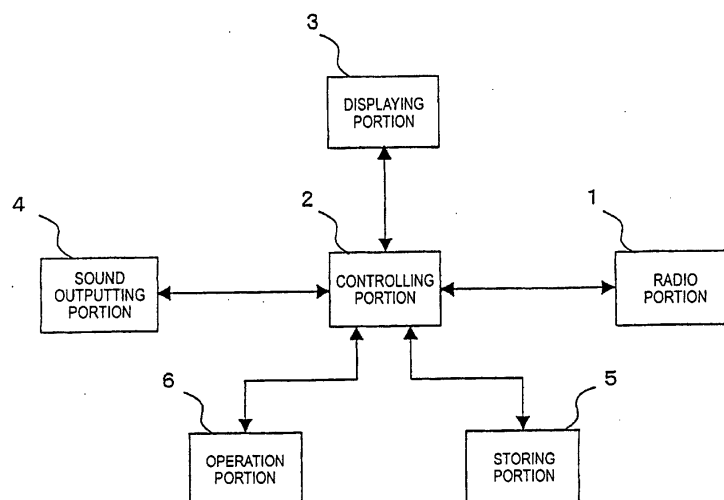 3
DISPLAYING
PORTION
4
2
1
SOUND
OUTPUTTING
PORTION
CONTROLLING
PORTION
RADIO
PORTION
6
5
OPERATION
PORTION
STORING
PORTION